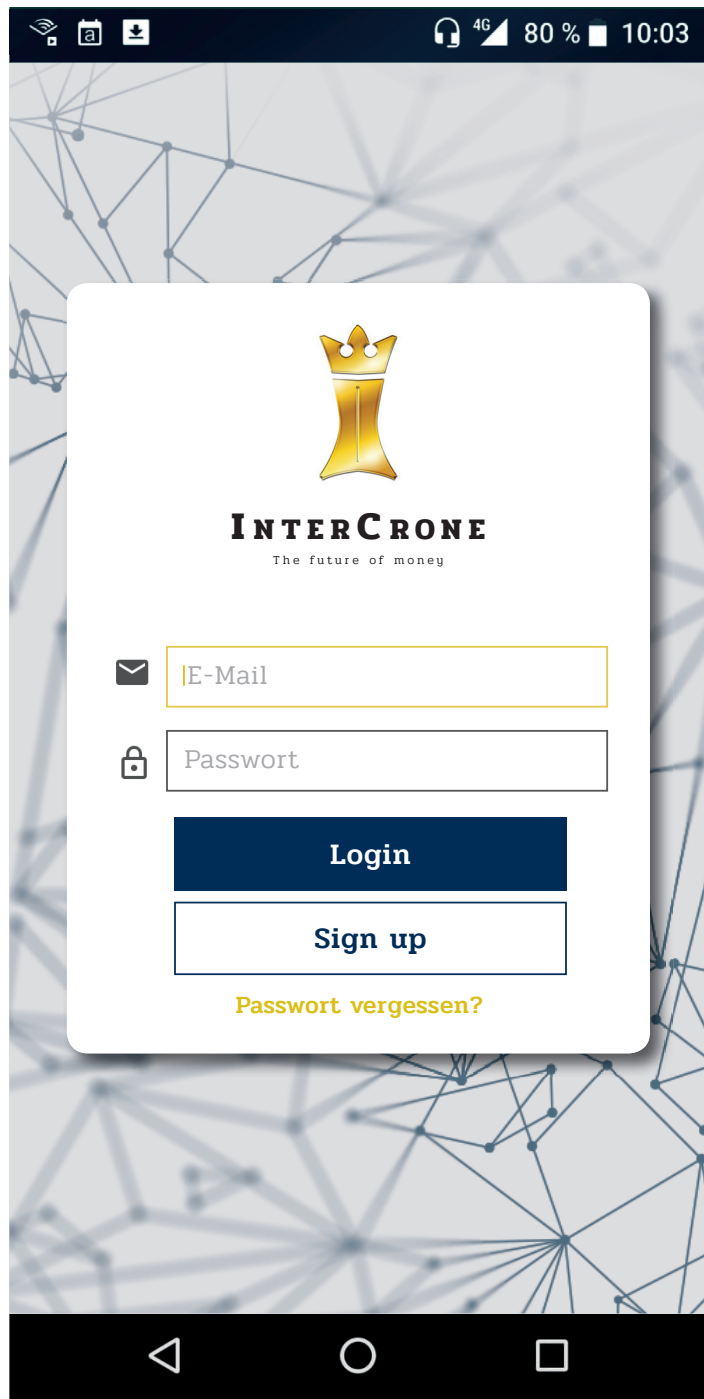 a 4G 80 % 10:03
INTERCRONE
The future of money
E-Mail
Passwort
Login
Sign up
Passwort vergessen?